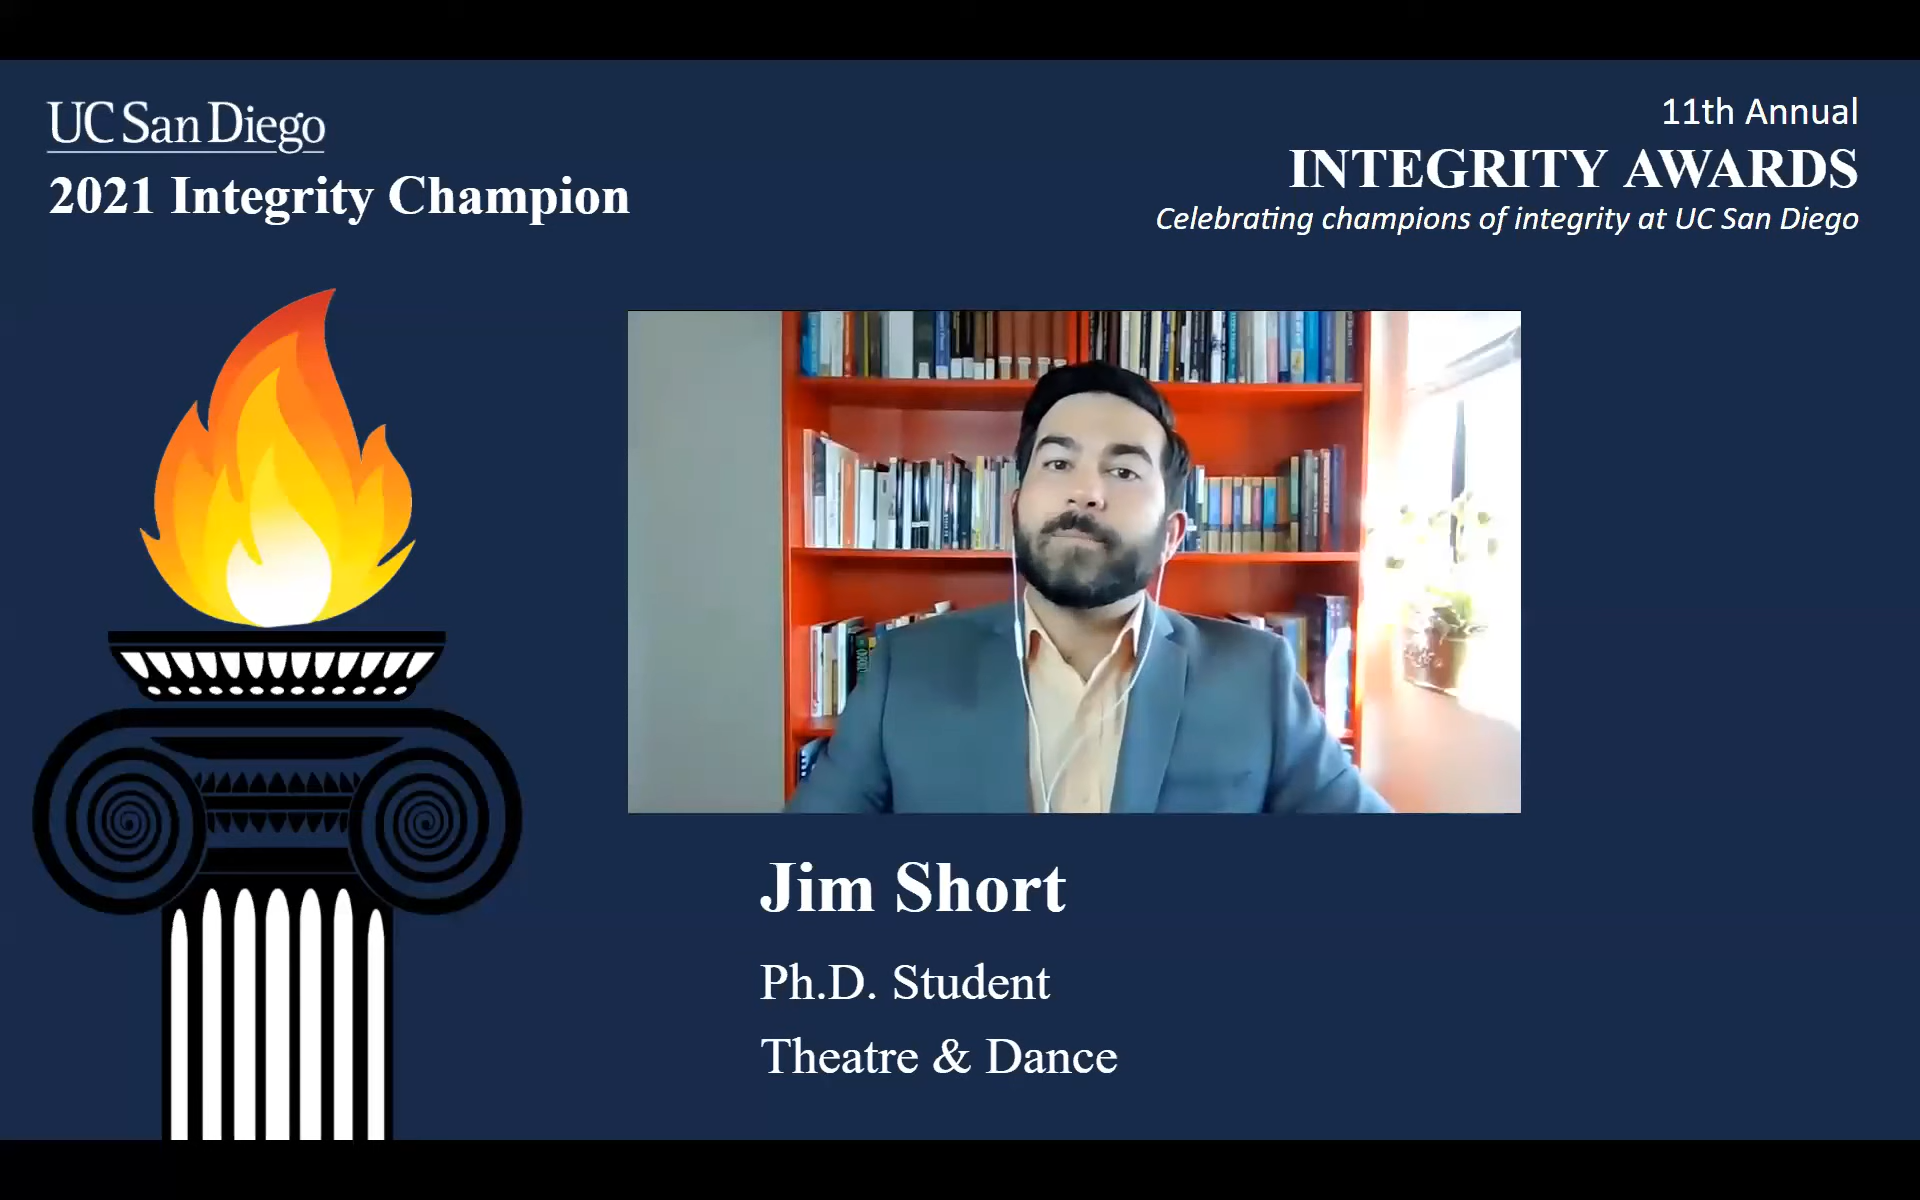 UC San Diego
2021 Integrity Champion
11th Annual
INTEGRITY AWARDS
Celebrating champions of integrity at UC San Diego
Jim Short
Ph.D. Student
Theatre & Dance